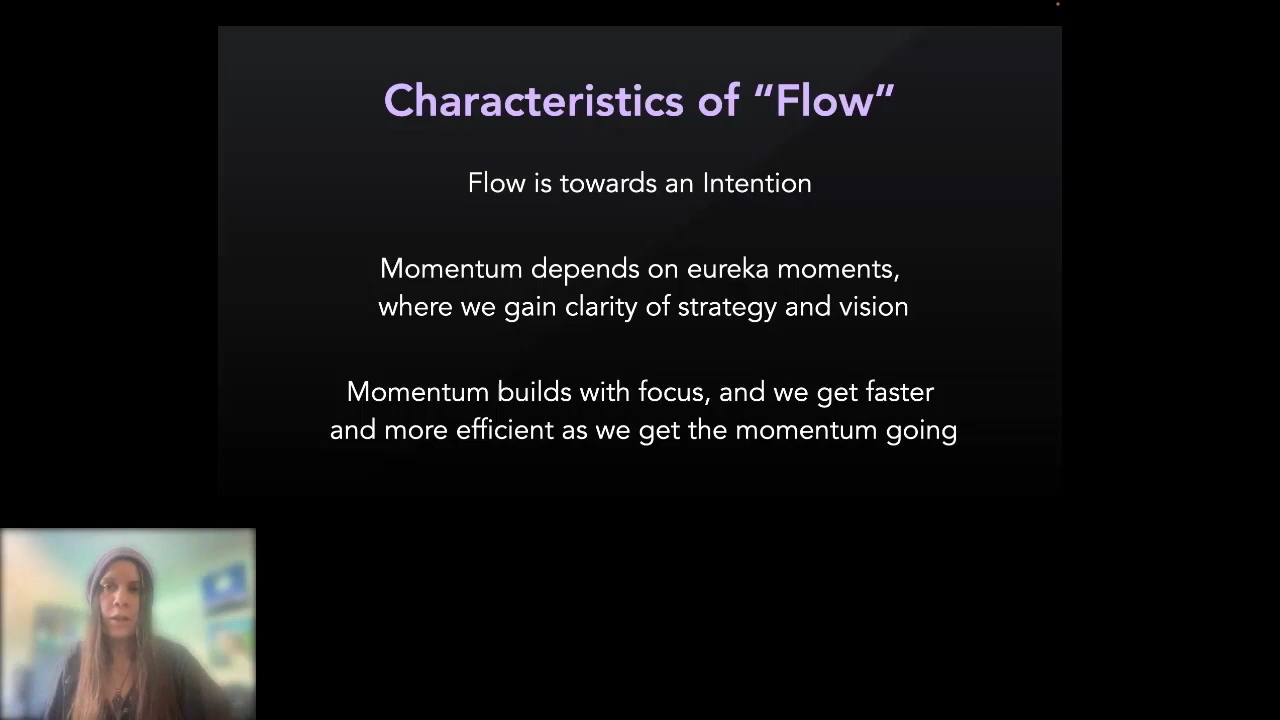 Characteristics of “Flow”
Flow is towards an Intention
Momentum depends on eureka moments,
where we gain clarity of strategy and vision
Momentum builds with focus, and we get faster
and more efficient as we get the momentum going